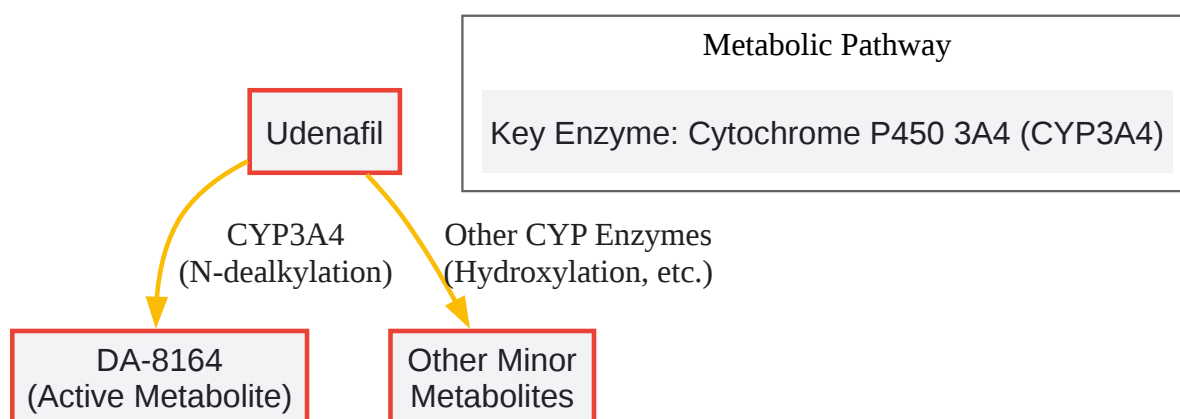 Metabolic Pathway
Key Enzyme: Cytochrome P450 3A4 (CYP3A4)
Udenafil
CYP3A4
(N-dealkylation)
Other CYP Enzymes
(Hydroxylation, etc.)
DA-8164
(Active Metabolite)
Other Minor
Metabolites